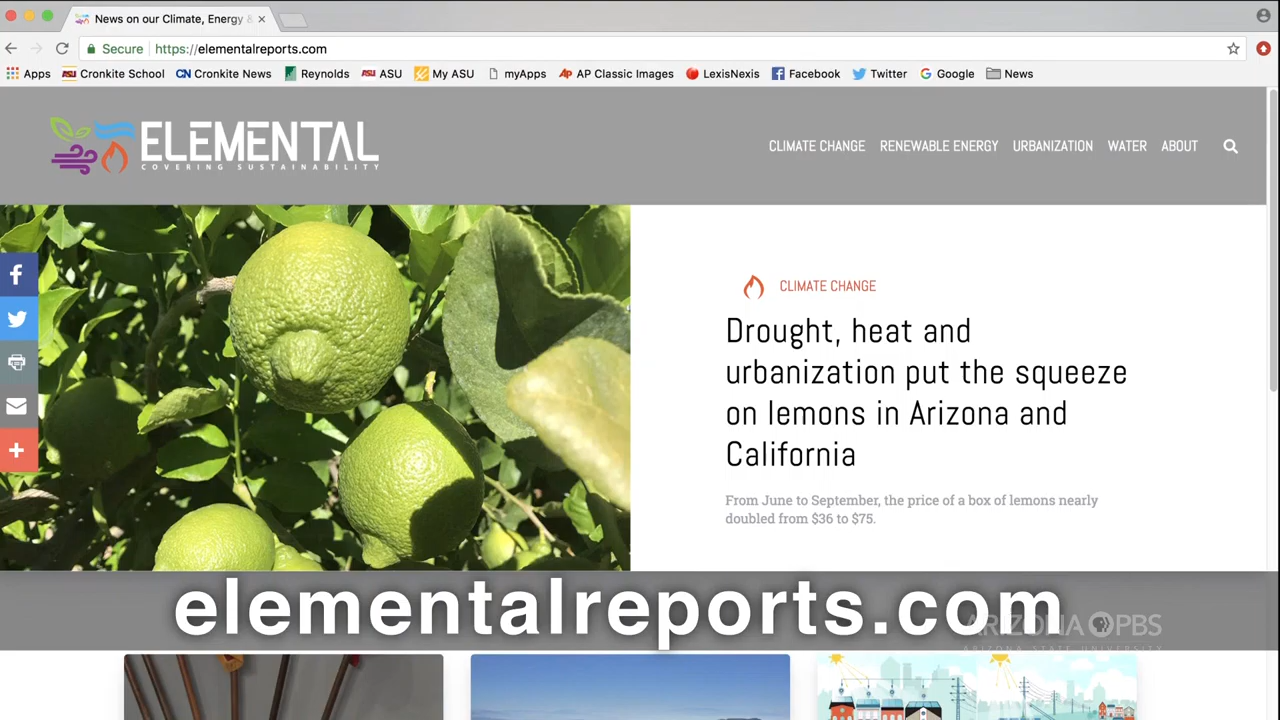 News on our Climate, Energy &
Secure https://elementalreports.com
Apps Cronkite School Cronkite News Reynolds ASU My ASU myApps AP Classic Images LexisNexis Facebook Twitter Google News
ELEMENTAL
COVERING SUSTAINABILITY
CLIMATE CHANGE RENEWABLE ENERGY URBANIZATION WATER ABOUT
CLIMATE CHANGE
Drought, heat and
urbanization put the squeeze
on lemons in Arizona and
California
From June to September, the price of a box of lemons nearly
doubled from $36 to $75.
elementalreports.com
ARIZONA PBS
ARIZONA STATE UNIVERSITY